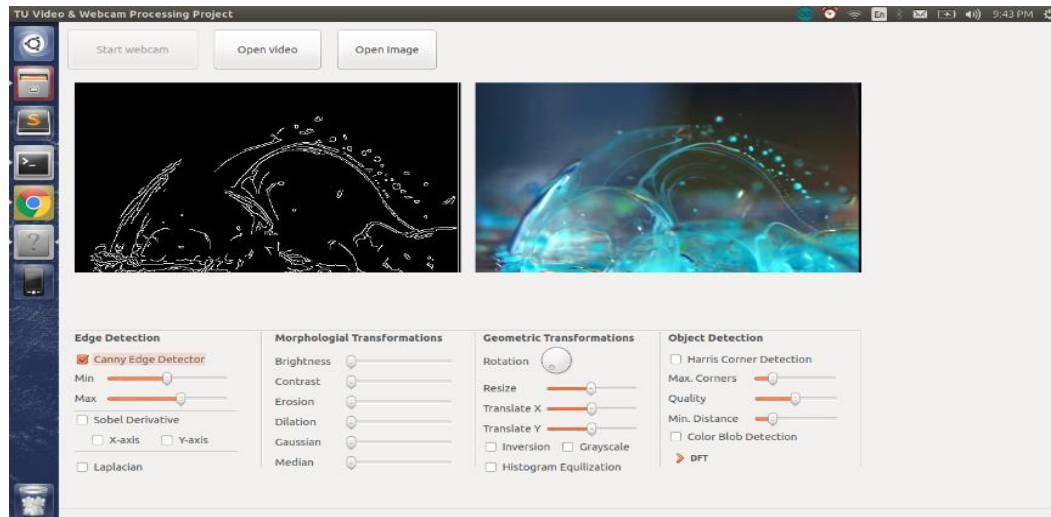 TU Video & Webcam Processing Project
En
9:43 PM
Start webcam
Open video
Open Image
Edge Detection
Canny Edge Detector
Min
Max
Sobel Derivative
X-axis
Y-axis
Laplacian
Morphologial Transformations
Brightness
Contrast
Erosion
Dilation
Gaussian
Median
Geometric Transformations
Rotation
Resize
Translate X
Translate Y
Inversion
Grayscale
Histogram Equilization
Object Detection
Harris Corner Detection
Max. Corners
Quality
Min. Distance
Color Blob Detection
DFT